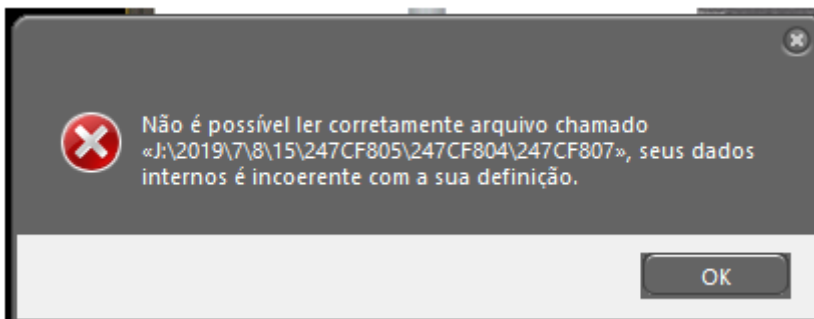 Não é possível ler corretamente arquivo chamado
«J:\2019\7\8\15\247CF805\247CF804\247CF807», seus dados
internos é incoerente com a sua definição.
OK